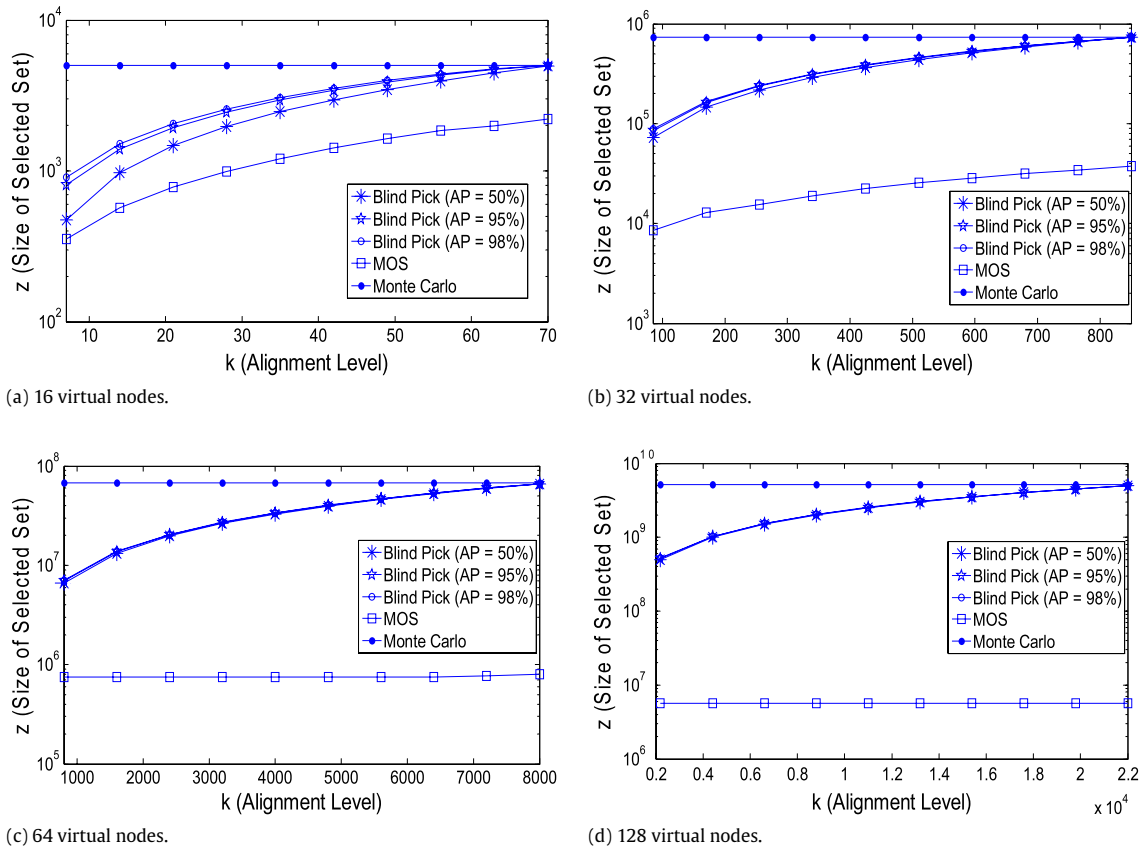 10^4
10^3
10^2
z (Size of Selected Set)
10 20 30 40 50 60 70
k (Alignment Level)
Blind Pick (AP = 50%)
Blind Pick (AP = 95%)
Blind Pick (AP = 98%)
MOS
Monte Carlo
(a) 16 virtual nodes.
10^6
10^5
10^4
10^3
z (Size of Selected Set)
100 200 300 400 500 600 700 800
k (Alignment Level)
Blind Pick (AP = 50%)
Blind Pick (AP = 95%)
Blind Pick (AP = 98%)
MOS
Monte Carlo
(b) 32 virtual nodes.
10^8
10^7
10^6
10^5
z (Size of Selected Set)
1000 2000 3000 4000 5000 6000 7000 8000
k (Alignment Level)
Blind Pick (AP = 50%)
Blind Pick (AP = 95%)
Blind Pick (AP = 98%)
MOS
Monte Carlo
(c) 64 virtual nodes.
10^10
10^9
10^8
10^7
10^6
z (Size of Selected Set)
0.2 0.4 0.6 0.8 1 1.2 1.4 1.6 1.8 2 2.2
x 10^4
k (Alignment Level)
Blind Pick (AP = 50%)
Blind Pick (AP = 95%)
Blind Pick (AP = 98%)
MOS
Monte Carlo
(d) 128 virtual nodes.